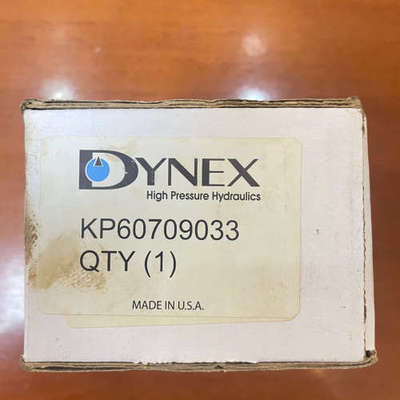 DYNEX
High Pressure Hydraulics
KP60709033
QTY (1)
MADE IN U.S.A.